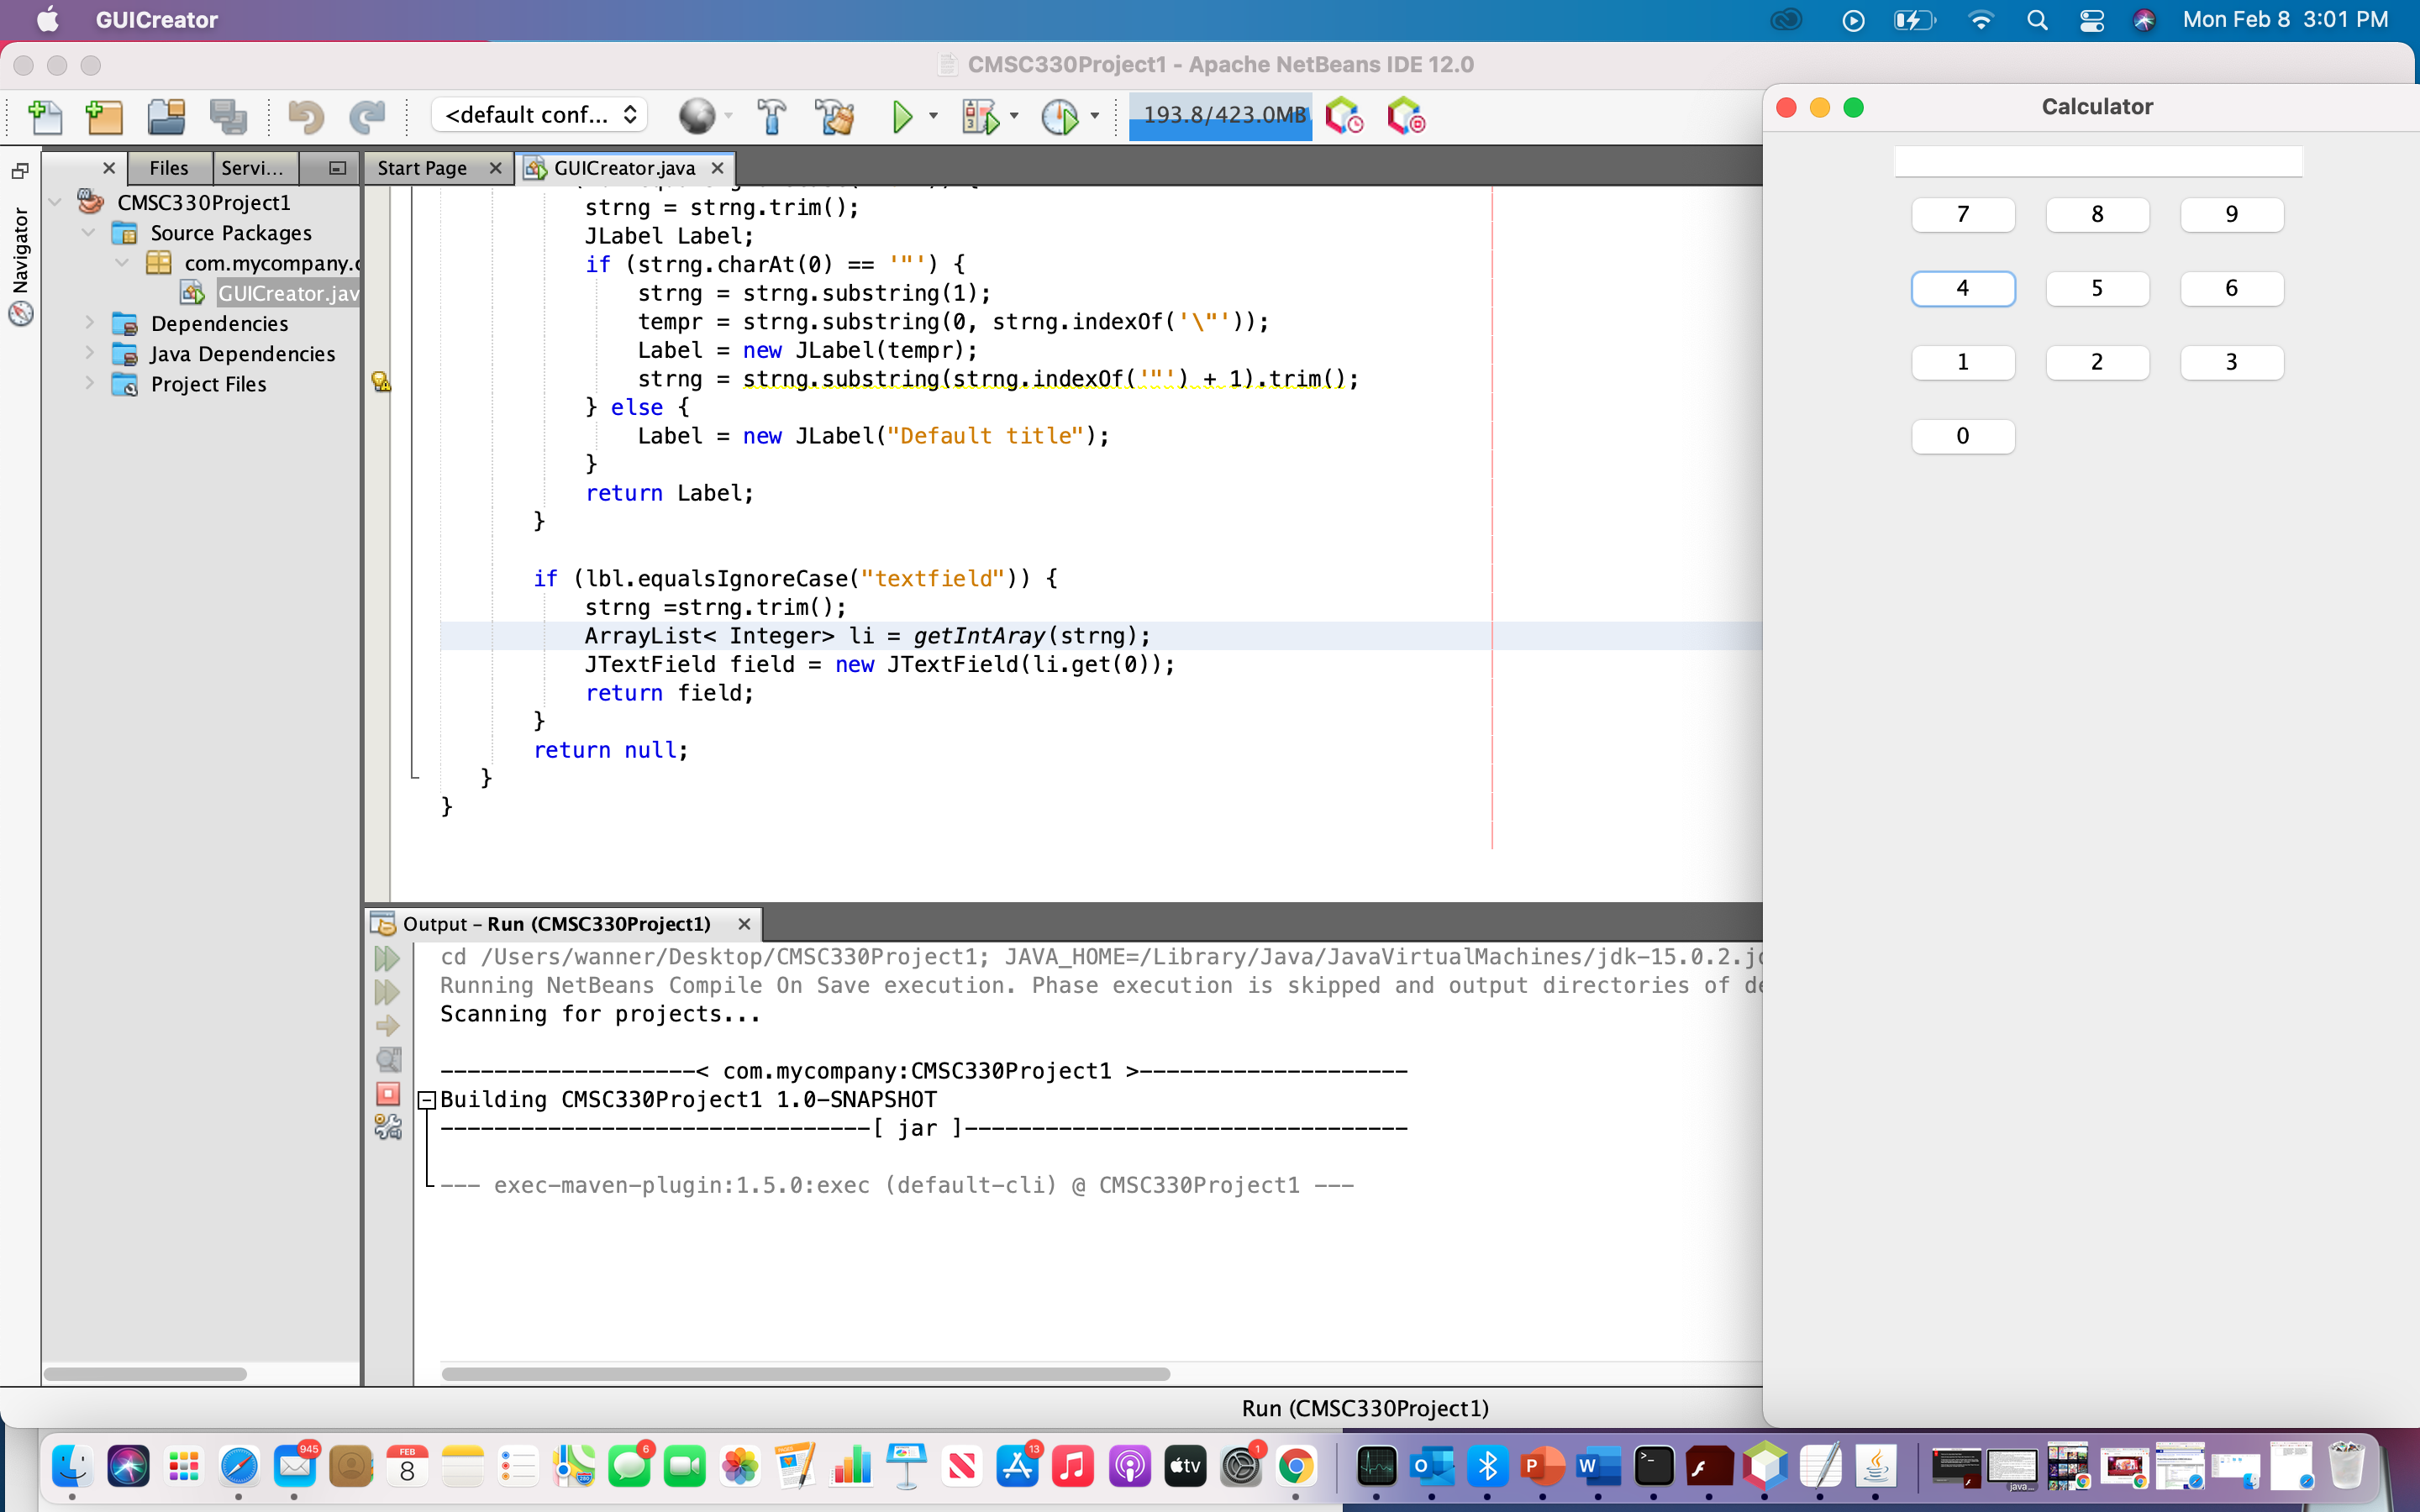 GUICreator
Mon Feb 8 3:01 PM
CMSC330Project1 - Apache NetBeans IDE 12.0
<default conf...
193.8/423.0MB
Files
Servi...
Start Page
GUICreator.java
Navigator
CMSC330Project1
Source Packages
com.mycompany.c
GUICreator.jav
Dependencies
Java Dependencies
Project Files
strng = strng.trim();
JLabel Label;
if (strng.charAt(0) == '"') {
strng = strng.substring(1);
tempr = strng.substring(0, strng.indexOf('\"'));
Label = new JLabel(tempr);
strng = strng.substring(strng.indexOf('"') + 1).trim();
} else {
Label = new JLabel("Default title");
}
return Label;
}
if (lbl.equalsIgnoreCase("textfield")) {
strng =strng.trim();
ArrayList< Integer> li = getIntAray(strng);
JTextField field = new JTextField(li.get(0));
return field;
}
return null;
}
}
Output – Run (CMSC330Project1)
cd /Users/wanner/Desktop/CMSC330Project1; JAVA_HOME=/Library/Java/JavaVirtualMachines/jdk-15.0.2.jd
Running NetBeans Compile On Save execution. Phase execution is skipped and output directories of de
Scanning for projects...
-------------------< com.mycompany:CMSC330Project1 >--------------------
Building CMSC330Project1 1.0-SNAPSHOT
--------------------------------[ jar ]---------------------------------
--- exec-maven-plugin:1.5.0:exec (default-cli) @ CMSC330Project1 ---
Run (CMSC330Project1)
Calculator
7 8 9
4 5 6
1 2 3
0
945
FEB
8
6
13
tv
1